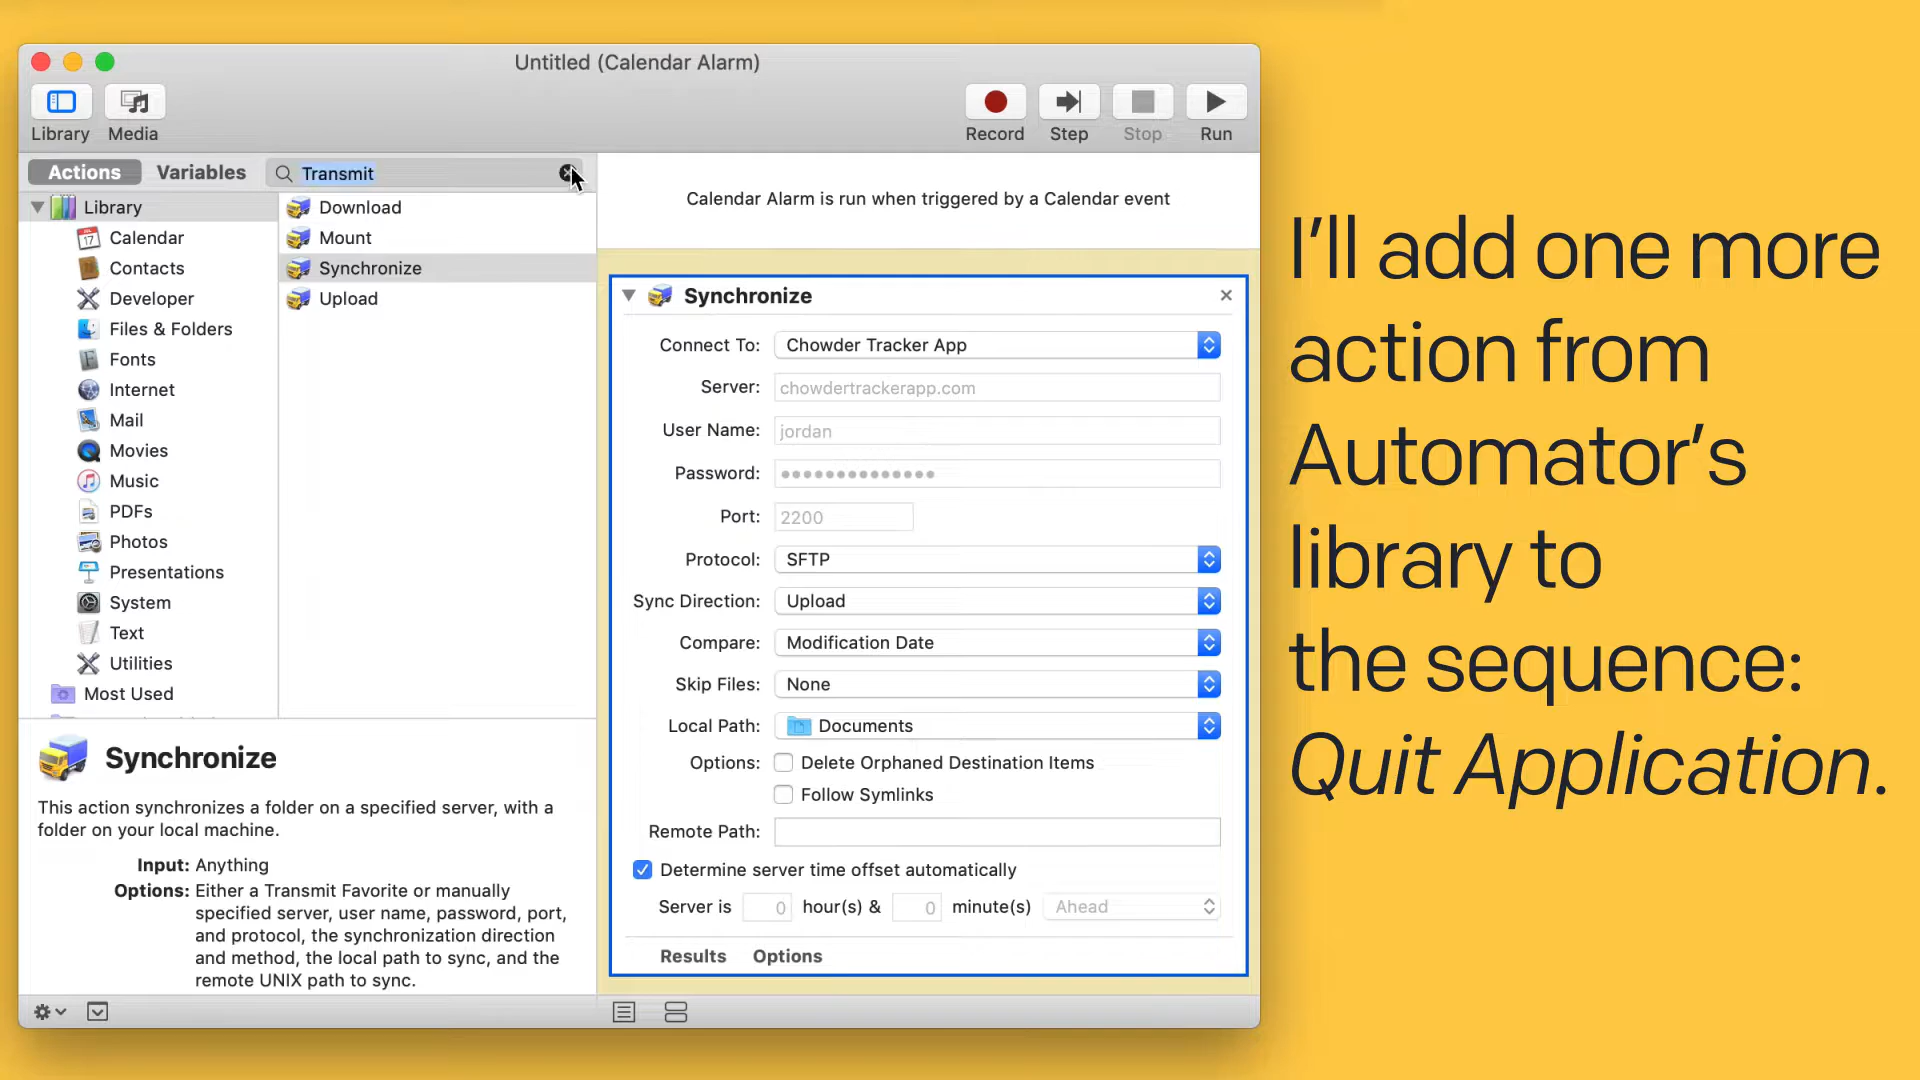 Untitled (Calendar Alarm)
Library
Media
Record
Step
Stop
Run
Actions
Variables
Transmit
Calendar Alarm is run when triggered by a Calendar event
Library
Calendar
Contacts
Developer
Files & Folders
Fonts
Internet
Mail
Movies
Music
PDFs
Photos
Presentations
System
Text
Utilities
Most Used
Download
Mount
Synchronize
Upload
Synchronize
Connect To: Chowder Tracker App
Server: chowdertrackerapp.com
User Name: jordan
Password: ••••••••••••••
Port: 2200
Protocol: SFTP
Sync Direction: Upload
Compare: Modification Date
Skip Files: None
Local Path: Documents
Options: Delete Orphaned Destination Items
Follow Symlinks
Remote Path:
Determine server time offset automatically
Server is 0 hour(s) & 0 minute(s) Ahead
Results Options
Synchronize
This action synchronizes a folder on a specified server, with a
folder on your local machine.
Input: Anything
Options: Either a Transmit Favorite or manually
specified server, user name, password, port,
and protocol, the synchronization direction
and method, the local path to sync, and the
remote UNIX path to sync.
I’ll add one more
action from
Automator’s
library to
the sequence:
Quit Application.